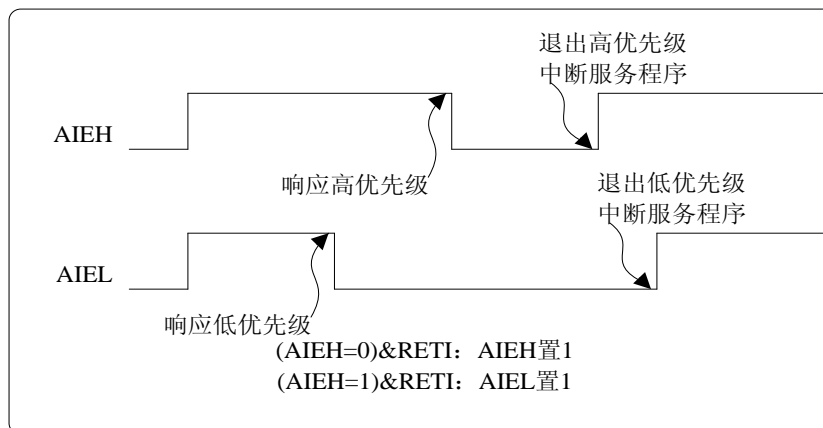 退出高优先级
中断服务程序
AIEH
响应高优先级
退出低优先级
中断服务程序
AIEL
响应低优先级
(AIEH=0)&RETI：AIEH置1
(AIEH=1)&RETI：AIEL置1